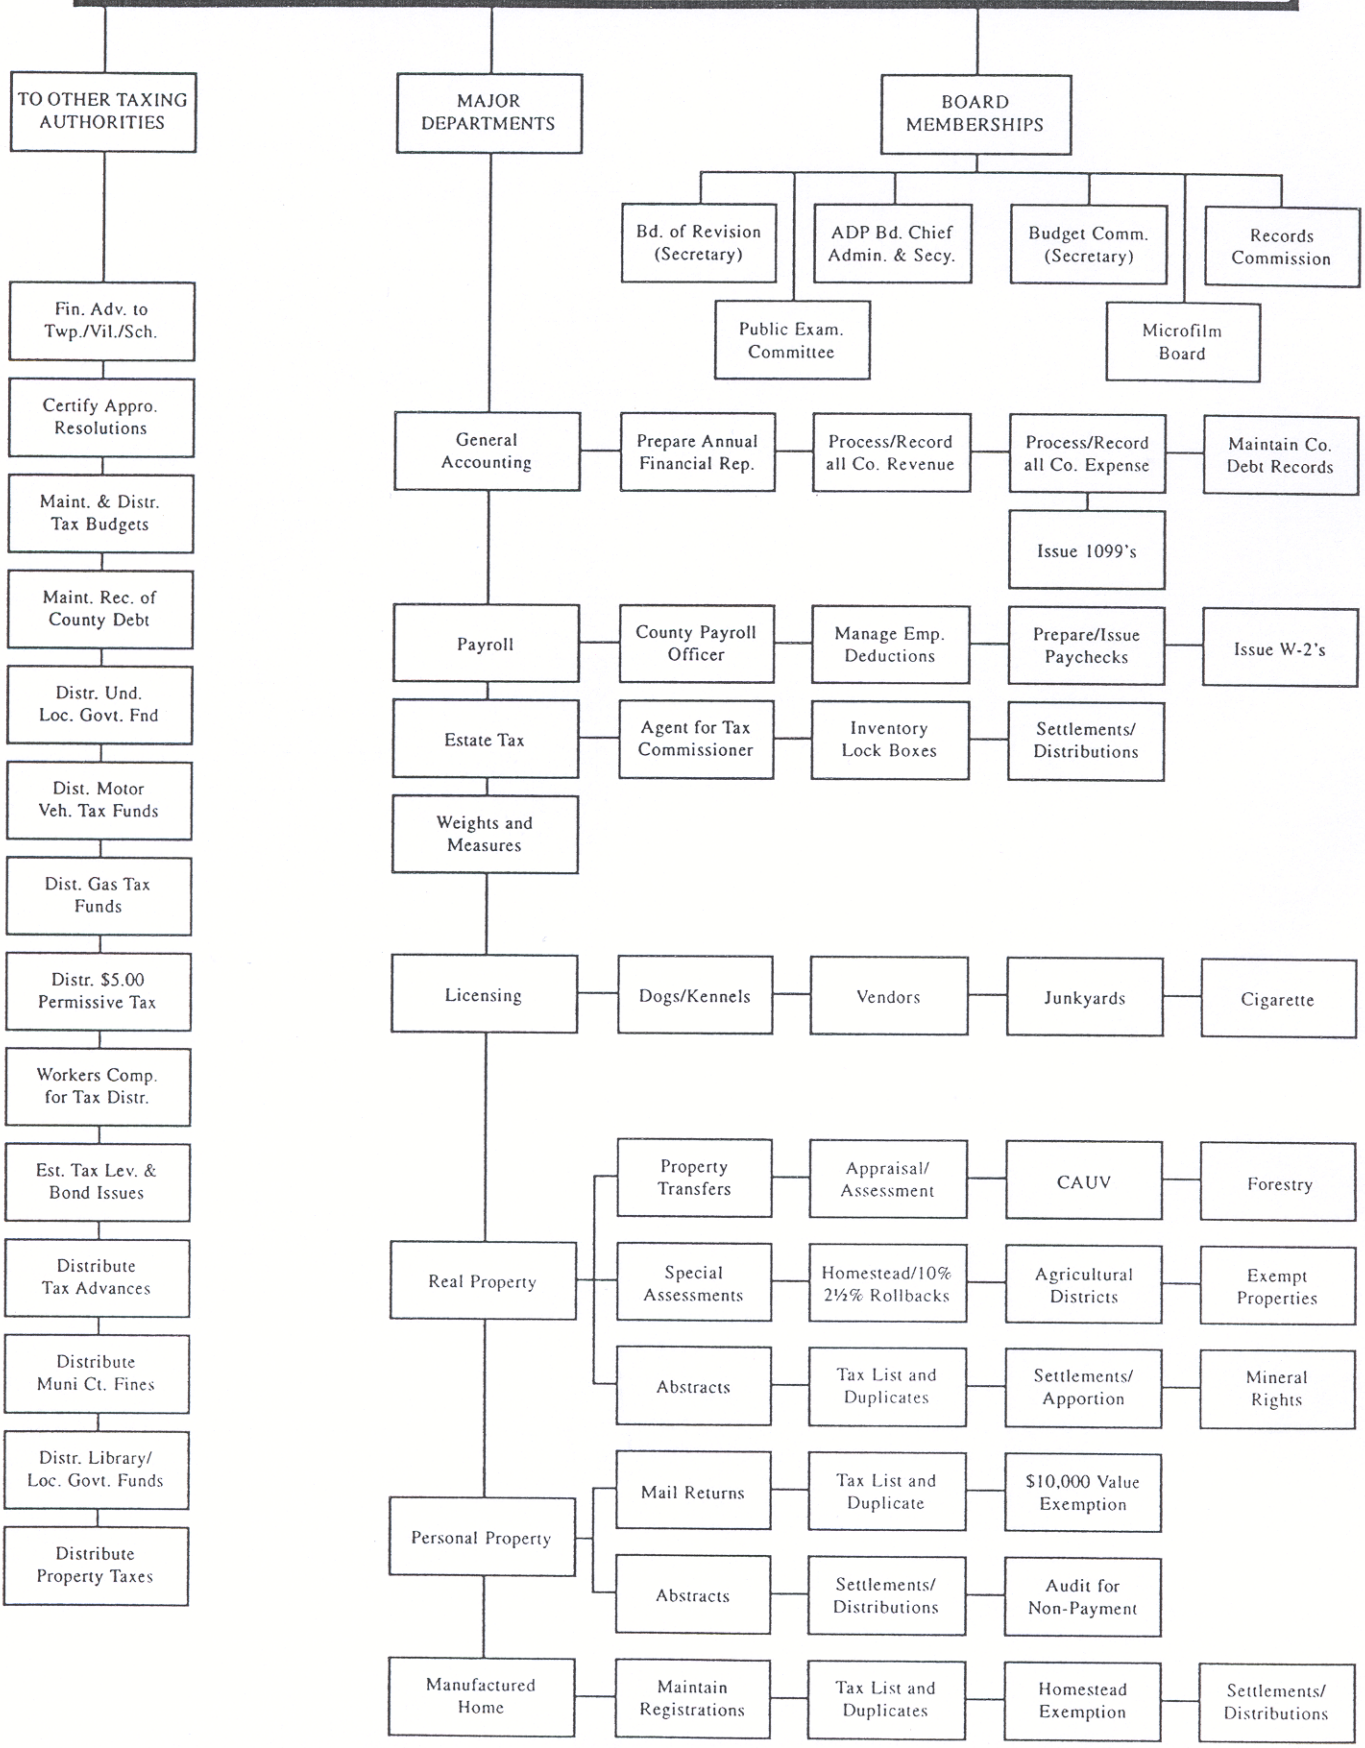 TO OTHER TAXING
AUTHORITIES
Fin. Adv. to
Twp./Vil./Sch.
Certify Appro.
Resolutions
Maint. & Distr.
Tax Budgets
Maint. Rec. of
County Debt
Distr. Und.
Loc. Govt. Fnd
Dist. Motor
Veh. Tax Funds
Dist. Gas Tax
Funds
Distr. $5.00
Permissive Tax
Workers Comp.
for Tax Distr.
Est. Tax Lev. &
Bond Issues
Distribute
Tax Advances
Distribute
Muni Ct. Fines
Distr. Library/
Loc. Govt. Funds
Distribute
Property Taxes
MAJOR
DEPARTMENTS
BOARD
MEMBERSHIPS
Bd. of Revision
(Secretary)
ADP Bd. Chief
Admin. & Secy.
Budget Comm.
(Secretary)
Records
Commission
Public Exam.
Committee
Microfilm
Board
General
Accounting
Prepare Annual
Financial Rep.
Process/Record
all Co. Revenue
Process/Record
all Co. Expense
Maintain Co.
Debt Records
Issue 1099's
Payroll
County Payroll
Officer
Manage Emp.
Deductions
Prepare/Issue
Paychecks
Issue W-2's
Estate Tax
Agent for Tax
Commissioner
Inventory
Lock Boxes
Settlements/
Distributions
Weights and
Measures
Licensing
Dogs/Kennels
Vendors
Junkyards
Cigarette
Real Property
Property
Transfers
Appraisal/
Assessment
CAUV
Forestry
Special
Assessments
Homestead/10%
2½% Rollbacks
Agricultural
Districts
Exempt
Properties
Abstracts
Tax List and
Duplicates
Settlements/
Apportion
Mineral
Rights
Personal Property
Mail Returns
Tax List and
Duplicate
$10,000 Value
Exemption
Abstracts
Settlements/
Distributions
Audit for
Non-Payment
Manufactured
Home
Maintain
Registrations
Tax List and
Duplicates
Homestead
Exemption
Settlements/
Distributions